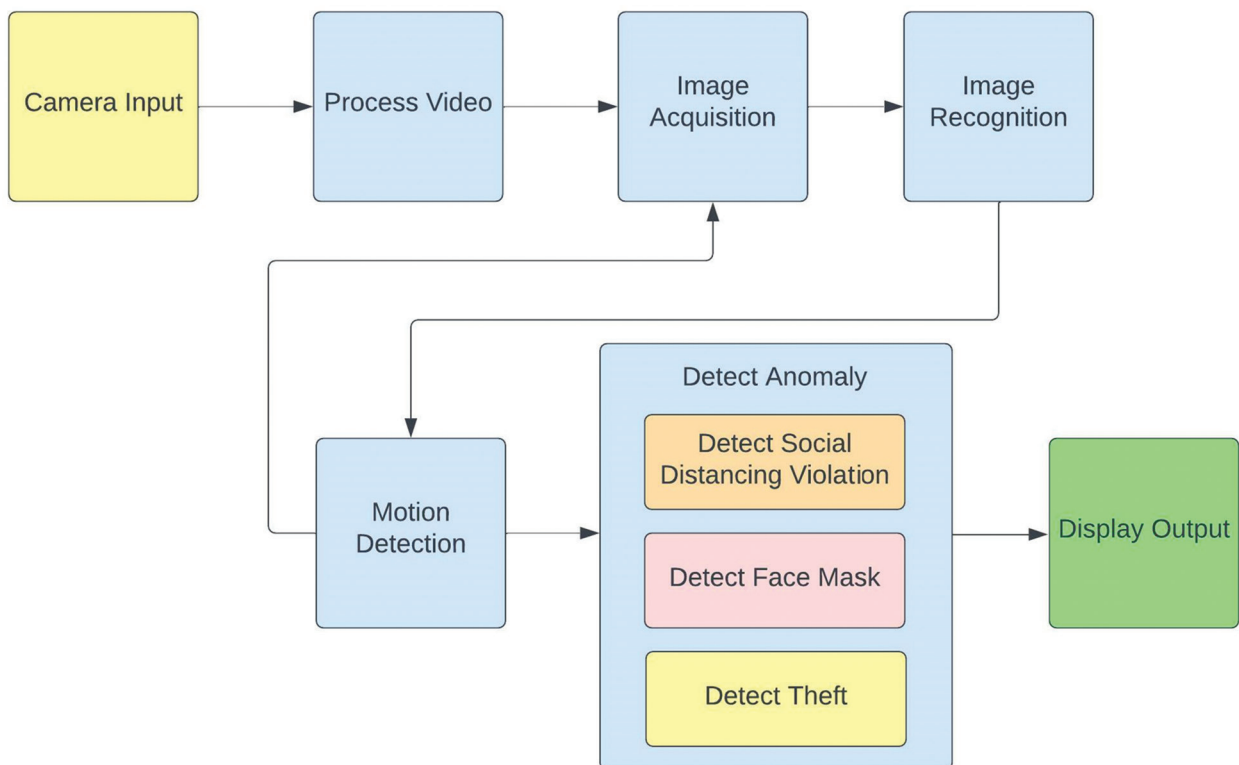 Camera Input
Process Video
Image
Acquisition
Image
Recognition
Detect Anomaly
Detect Social
Distancing Violation
Motion
Detection
Detect Face Mask
Display Output
Detect Theft